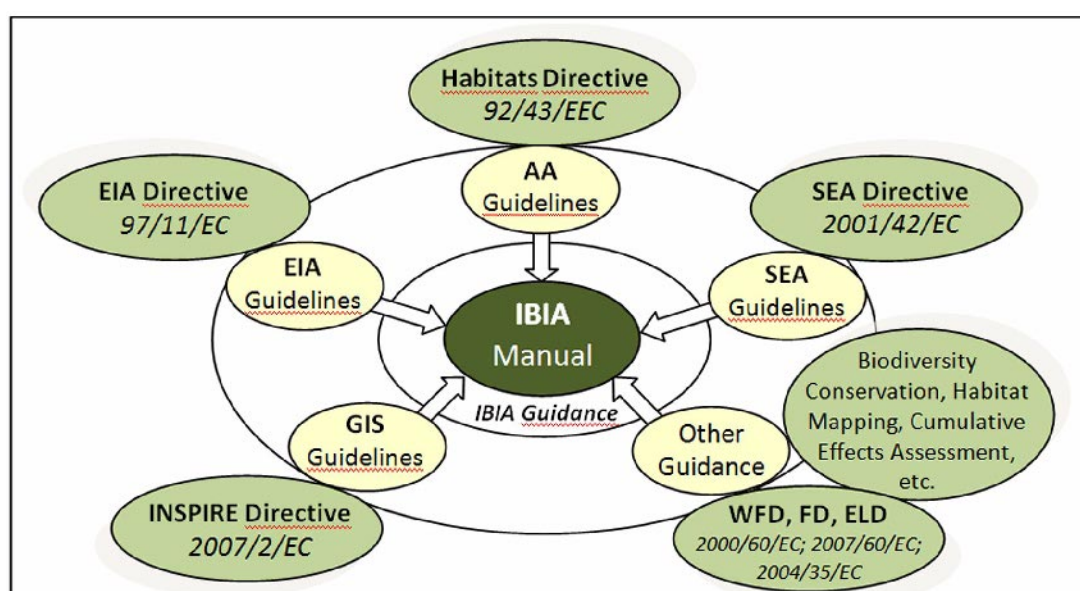 Habitats Directive
92/43/EEC
AA
Guidelines
EIA Directive
97/11/EC
SEA Directive
2001/42/EC
EIA
Guidelines
SEA
Guidelines
IBIA
Manual
IBIA Guidance
GIS
Guidelines
Other
Guidance
Biodiversity
Conservation, Habitat
Mapping, Cumulative
Effects Assessment,
etc.
INSPIRE Directive
2007/2/EC
WFD, FD, ELD
2000/60/EC; 2007/60/EC;
2004/35/EC